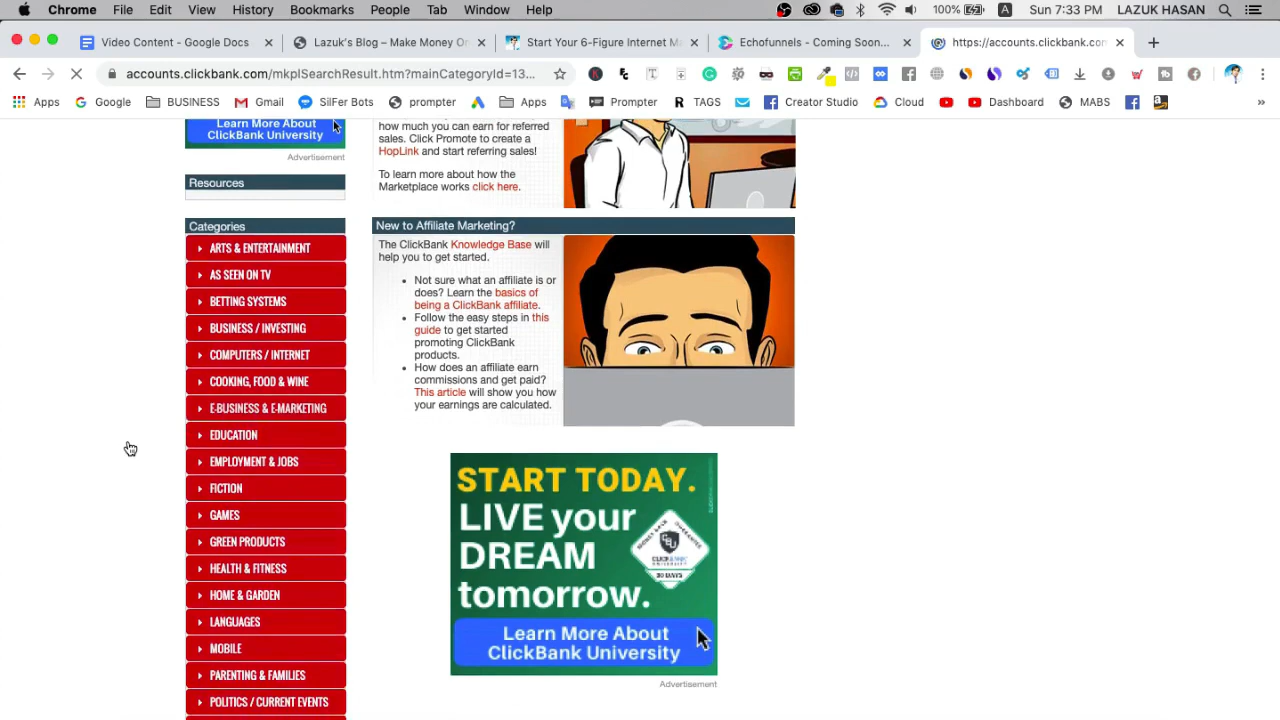 Chrome File Edit View History Bookmarks People Tab Window Help 100% A Sun 7:33 PM LAZUK HASAN
Video Content - Google Docs Lazuk's Blog – Make Money On Start Your 6-Figure Internet M Echofunnels - Coming Soon... https://accounts.clickbank.com
accounts.clickbank.com/mkplSearchResult.htm?mainCategoryId=13...
Apps Google BUSINESS Gmail SilFer Bots prompter Apps Prompter R TAGS Creator Studio Cloud Dashboard MABS »
Learn More About
ClickBank University
Advertisement
Resources
Categories
ARTS & ENTERTAINMENT
AS SEEN ON TV
BETTING SYSTEMS
BUSINESS / INVESTING
COMPUTERS / INTERNET
COOKING, FOOD & WINE
E-BUSINESS & E-MARKETING
EDUCATION
EMPLOYMENT & JOBS
FICTION
GAMES
GREEN PRODUCTS
HEALTH & FITNESS
HOME & GARDEN
LANGUAGES
MOBILE
PARENTING & FAMILIES
POLITICS / CURRENT EVENTS
how much you can earn for referred
sales. Click Promote to create a
HopLink and start referring sales!
To learn more about how the
Marketplace works click here.
New to Affiliate Marketing?
The ClickBank Knowledge Base will
help you to get started.
• Not sure what an affiliate is or
does? Learn the basics of
being a ClickBank affiliate.
• Follow the easy steps in this
guide to get started
promoting ClickBank
products.
• How does an affiliate earn
commissions and get paid?
This article will show you how
your earnings are calculated.
START TODAY.
LIVE your
DREAM
tomorrow.
CBU
CLICKBANK
UNIVERSITY
30 DAYS
Learn More About
ClickBank University
Advertisement